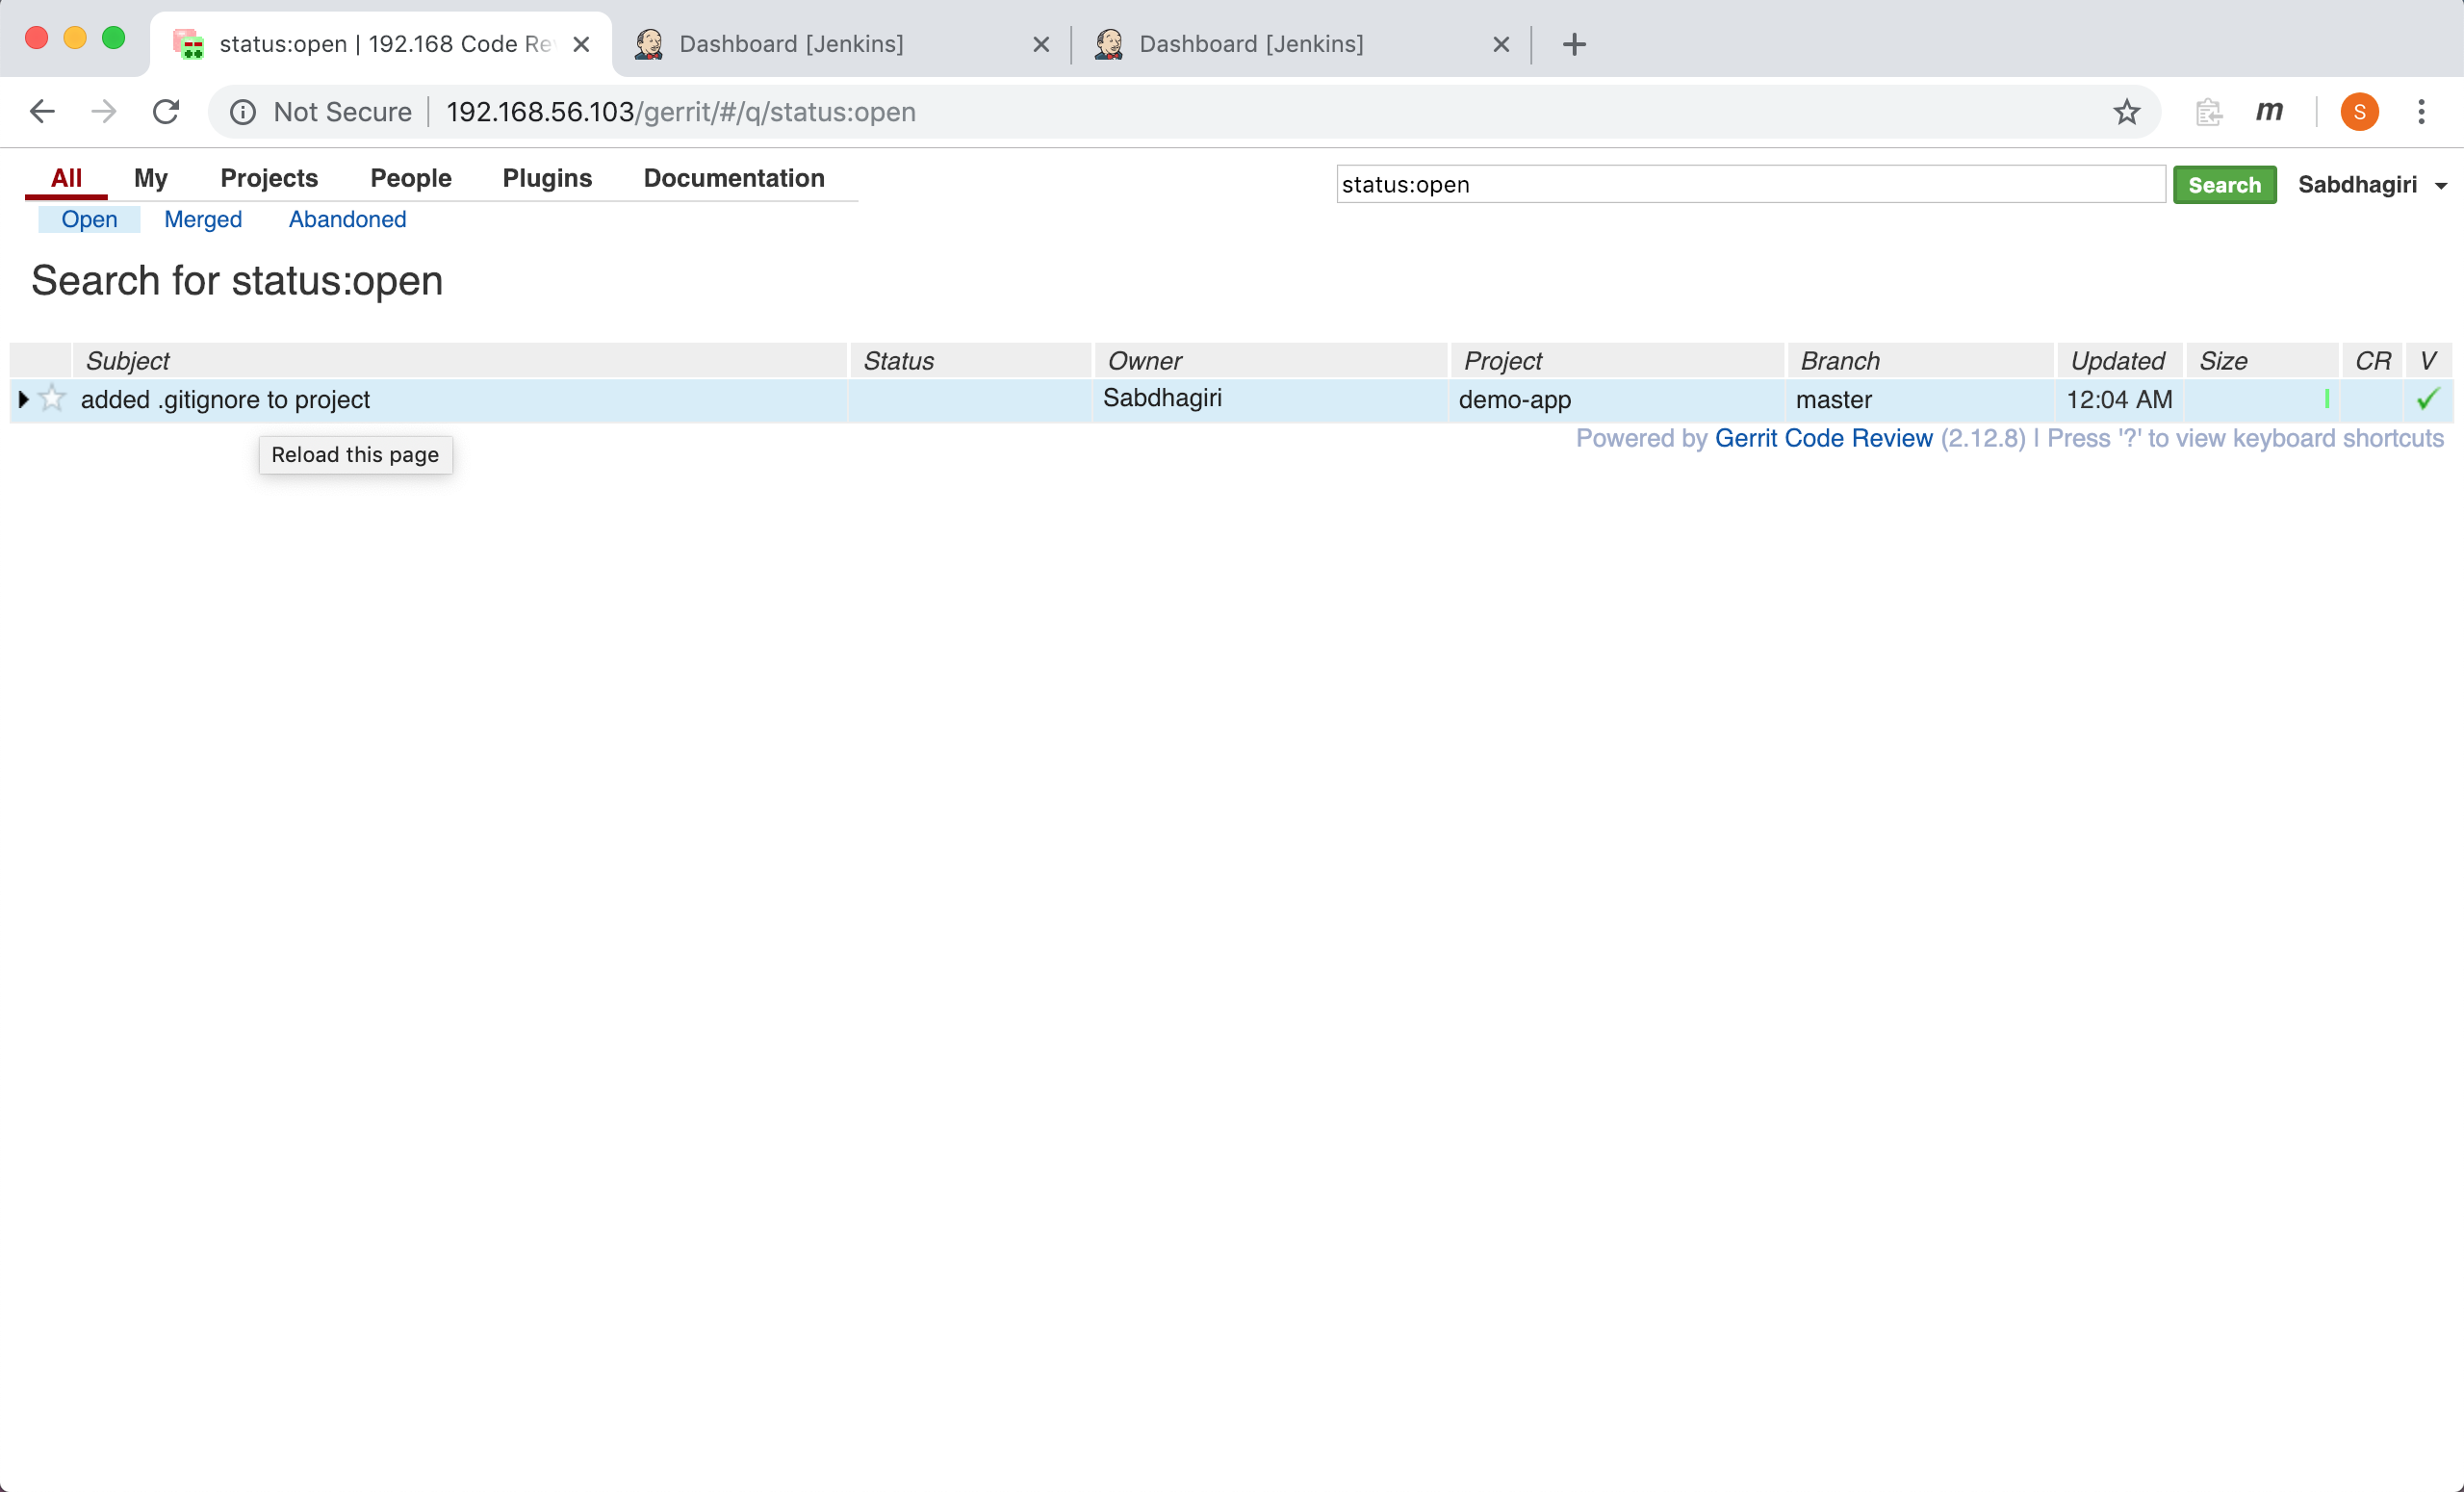 status:open | 192.168 Code Re
Dashboard [Jenkins]
Dashboard [Jenkins]
Not Secure 192.168.56.103/gerrit/#/q/status:open
S
All My Projects People Plugins Documentation
status:open Search Sabdhagiri
Open Merged Abandoned
Search for status:open
Subject Status Owner Project Branch Updated Size CR V
added .gitignore to project Sabdhagiri demo-app master 12:04 AM
Powered by Gerrit Code Review (2.12.8) | Press '?' to view keyboard shortcuts
Reload this page